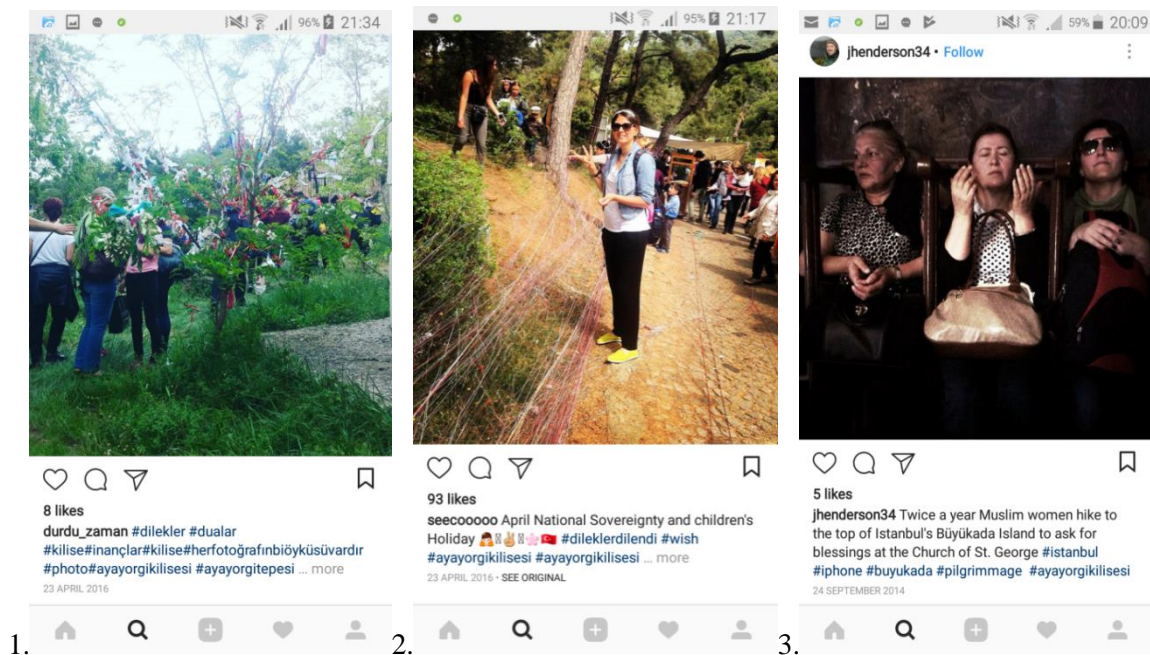 96% 21:34
8 likes
durdu_zaman #dilekler #dualar
#kilise#inançlar#kilise#herfotoğrafınbiöyküsüvardır
#photo#ayayorgikilisesi #ayayorgitepesi ... more
23 APRIL 2016
1.
95% 21:17
93 likes
seecooooo April National Sovereignty and children's
Holiday 🙇🏻✌🏻🌸🇹🇷 #dileklerdilendi #wish
#ayayorgikilisesi #ayayorgikilisesi ... more
23 APRIL 2016 • SEE ORIGINAL
2.
59% 20:09
jhenderson34 • Follow
5 likes
jhenderson34 Twice a year Muslim women hike to
the top of Istanbul's Büyükada Island to ask for
blessings at the Church of St. George #istanbul
#iphone #buyukada #pilgrimmage #ayayorgikilisesi
24 SEPTEMBER 2014
3.